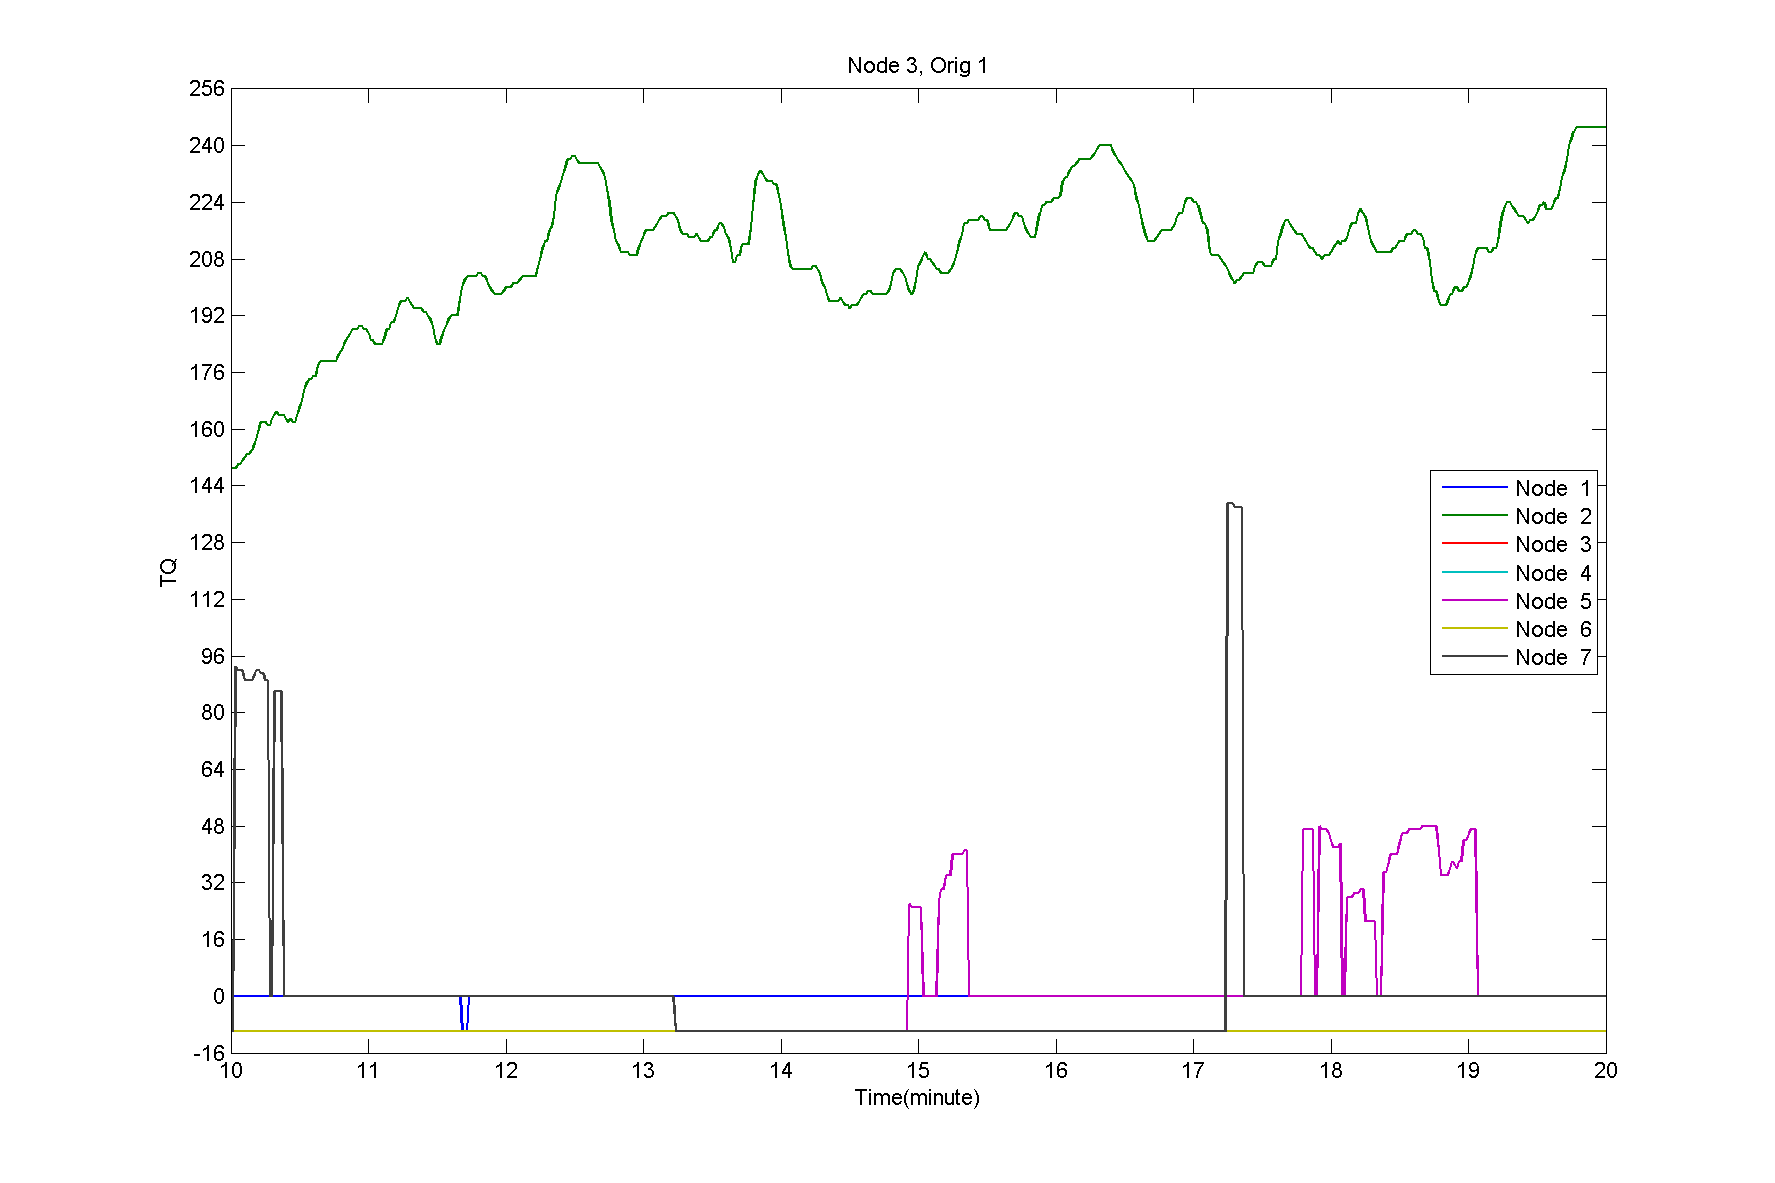 Node 3, Orig 1
256
240
224
208
192
176
160
144
128
112
96
80
64
48
32
16
0
-16
TQ
Node 1
Node 2
Node 3
Node 4
Node 5
Node 6
Node 7
10 11 12 13 14 15 16 17 18 19 20
Time(minute)